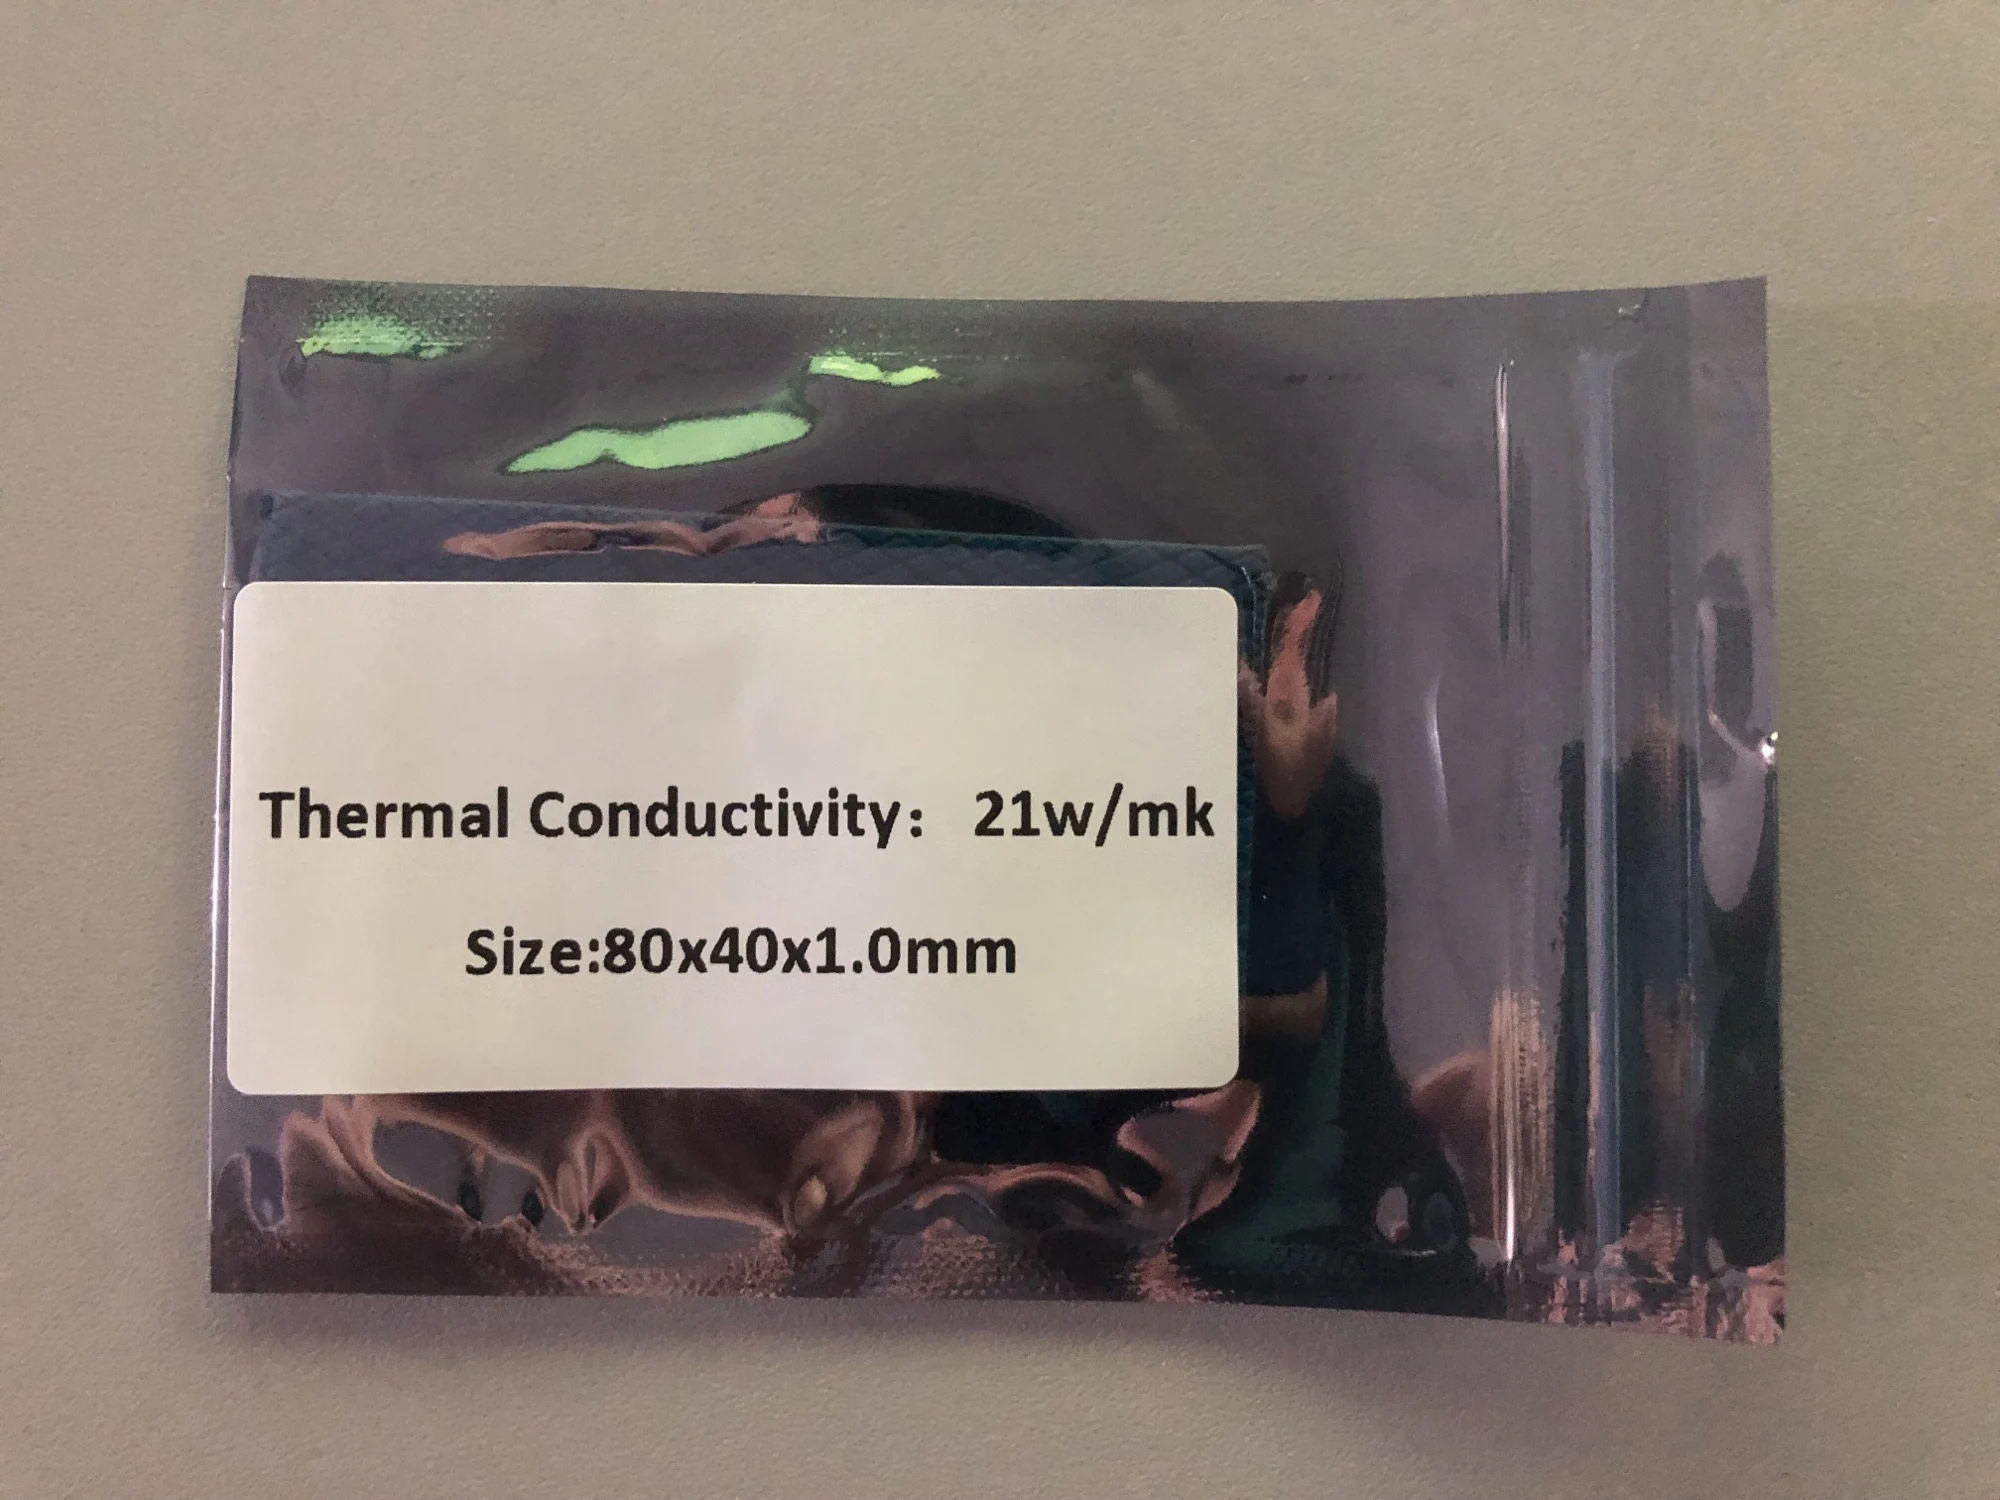 Thermal Conductivity： 21w/mk
Size:80x40x1.0mm